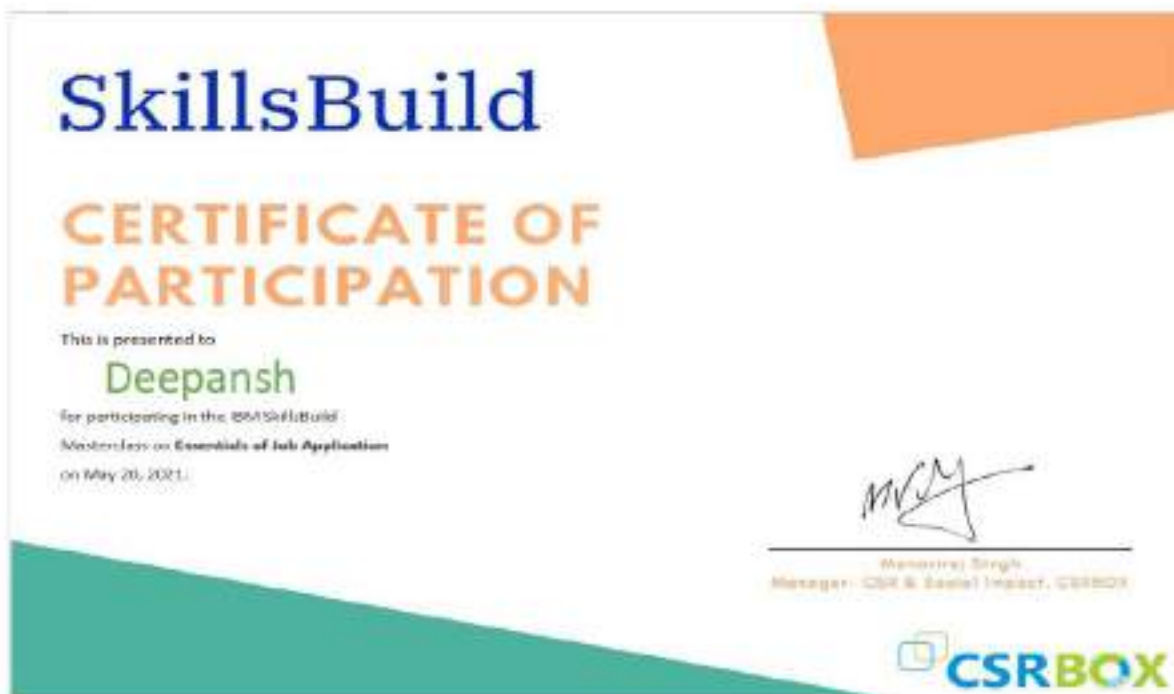 SkillsBuild
CERTIFICATE OF
PARTICIPATION
This is presented to
Deepansh
for participating in the IBM SkillsBuild
Masterclass on Essentials of Job Application
on May 20, 2021.
Singh
Manager- CSR & Social Impact, CSRBOX
CSRBOX